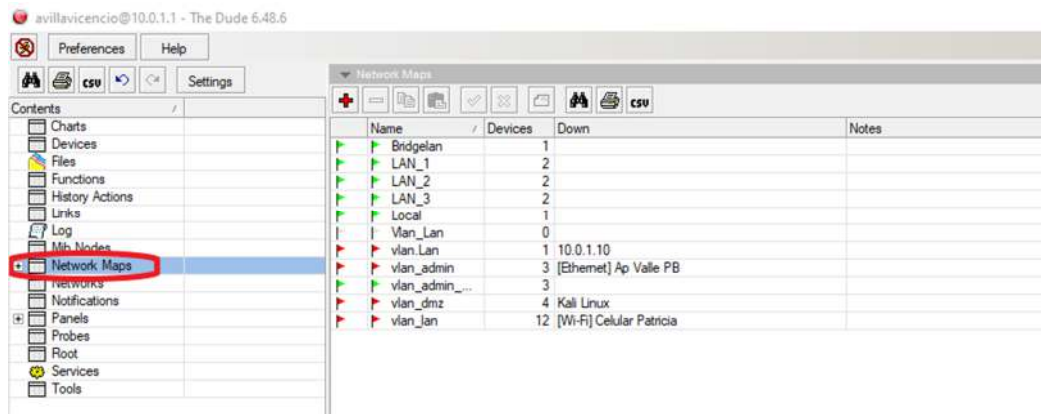 avillavicencio@10.0.1.1 - The Dude 6.48.6
Preferences Help
csv Settings
Network Maps
csv
Contents
Name Devices Down Notes
Charts
Devices
Files
Functions
History Actions
Links
Log
Mib Nodes
Network Maps
Networks
Notifications
Panels
Probes
Root
Services
Tools
Bridgelan 1
LAN_1 2
LAN_2 2
LAN_3 2
Local 1
Vlan_Lan 0
vlan.Lan 1 10.0.1.10
vlan_admin 3 [Ethernet] Ap Valle PB
vlan_admin_... 3
vlan_dmz 4 Kali Linux
vlan_lan 12 [Wi-Fi] Celular Patricia